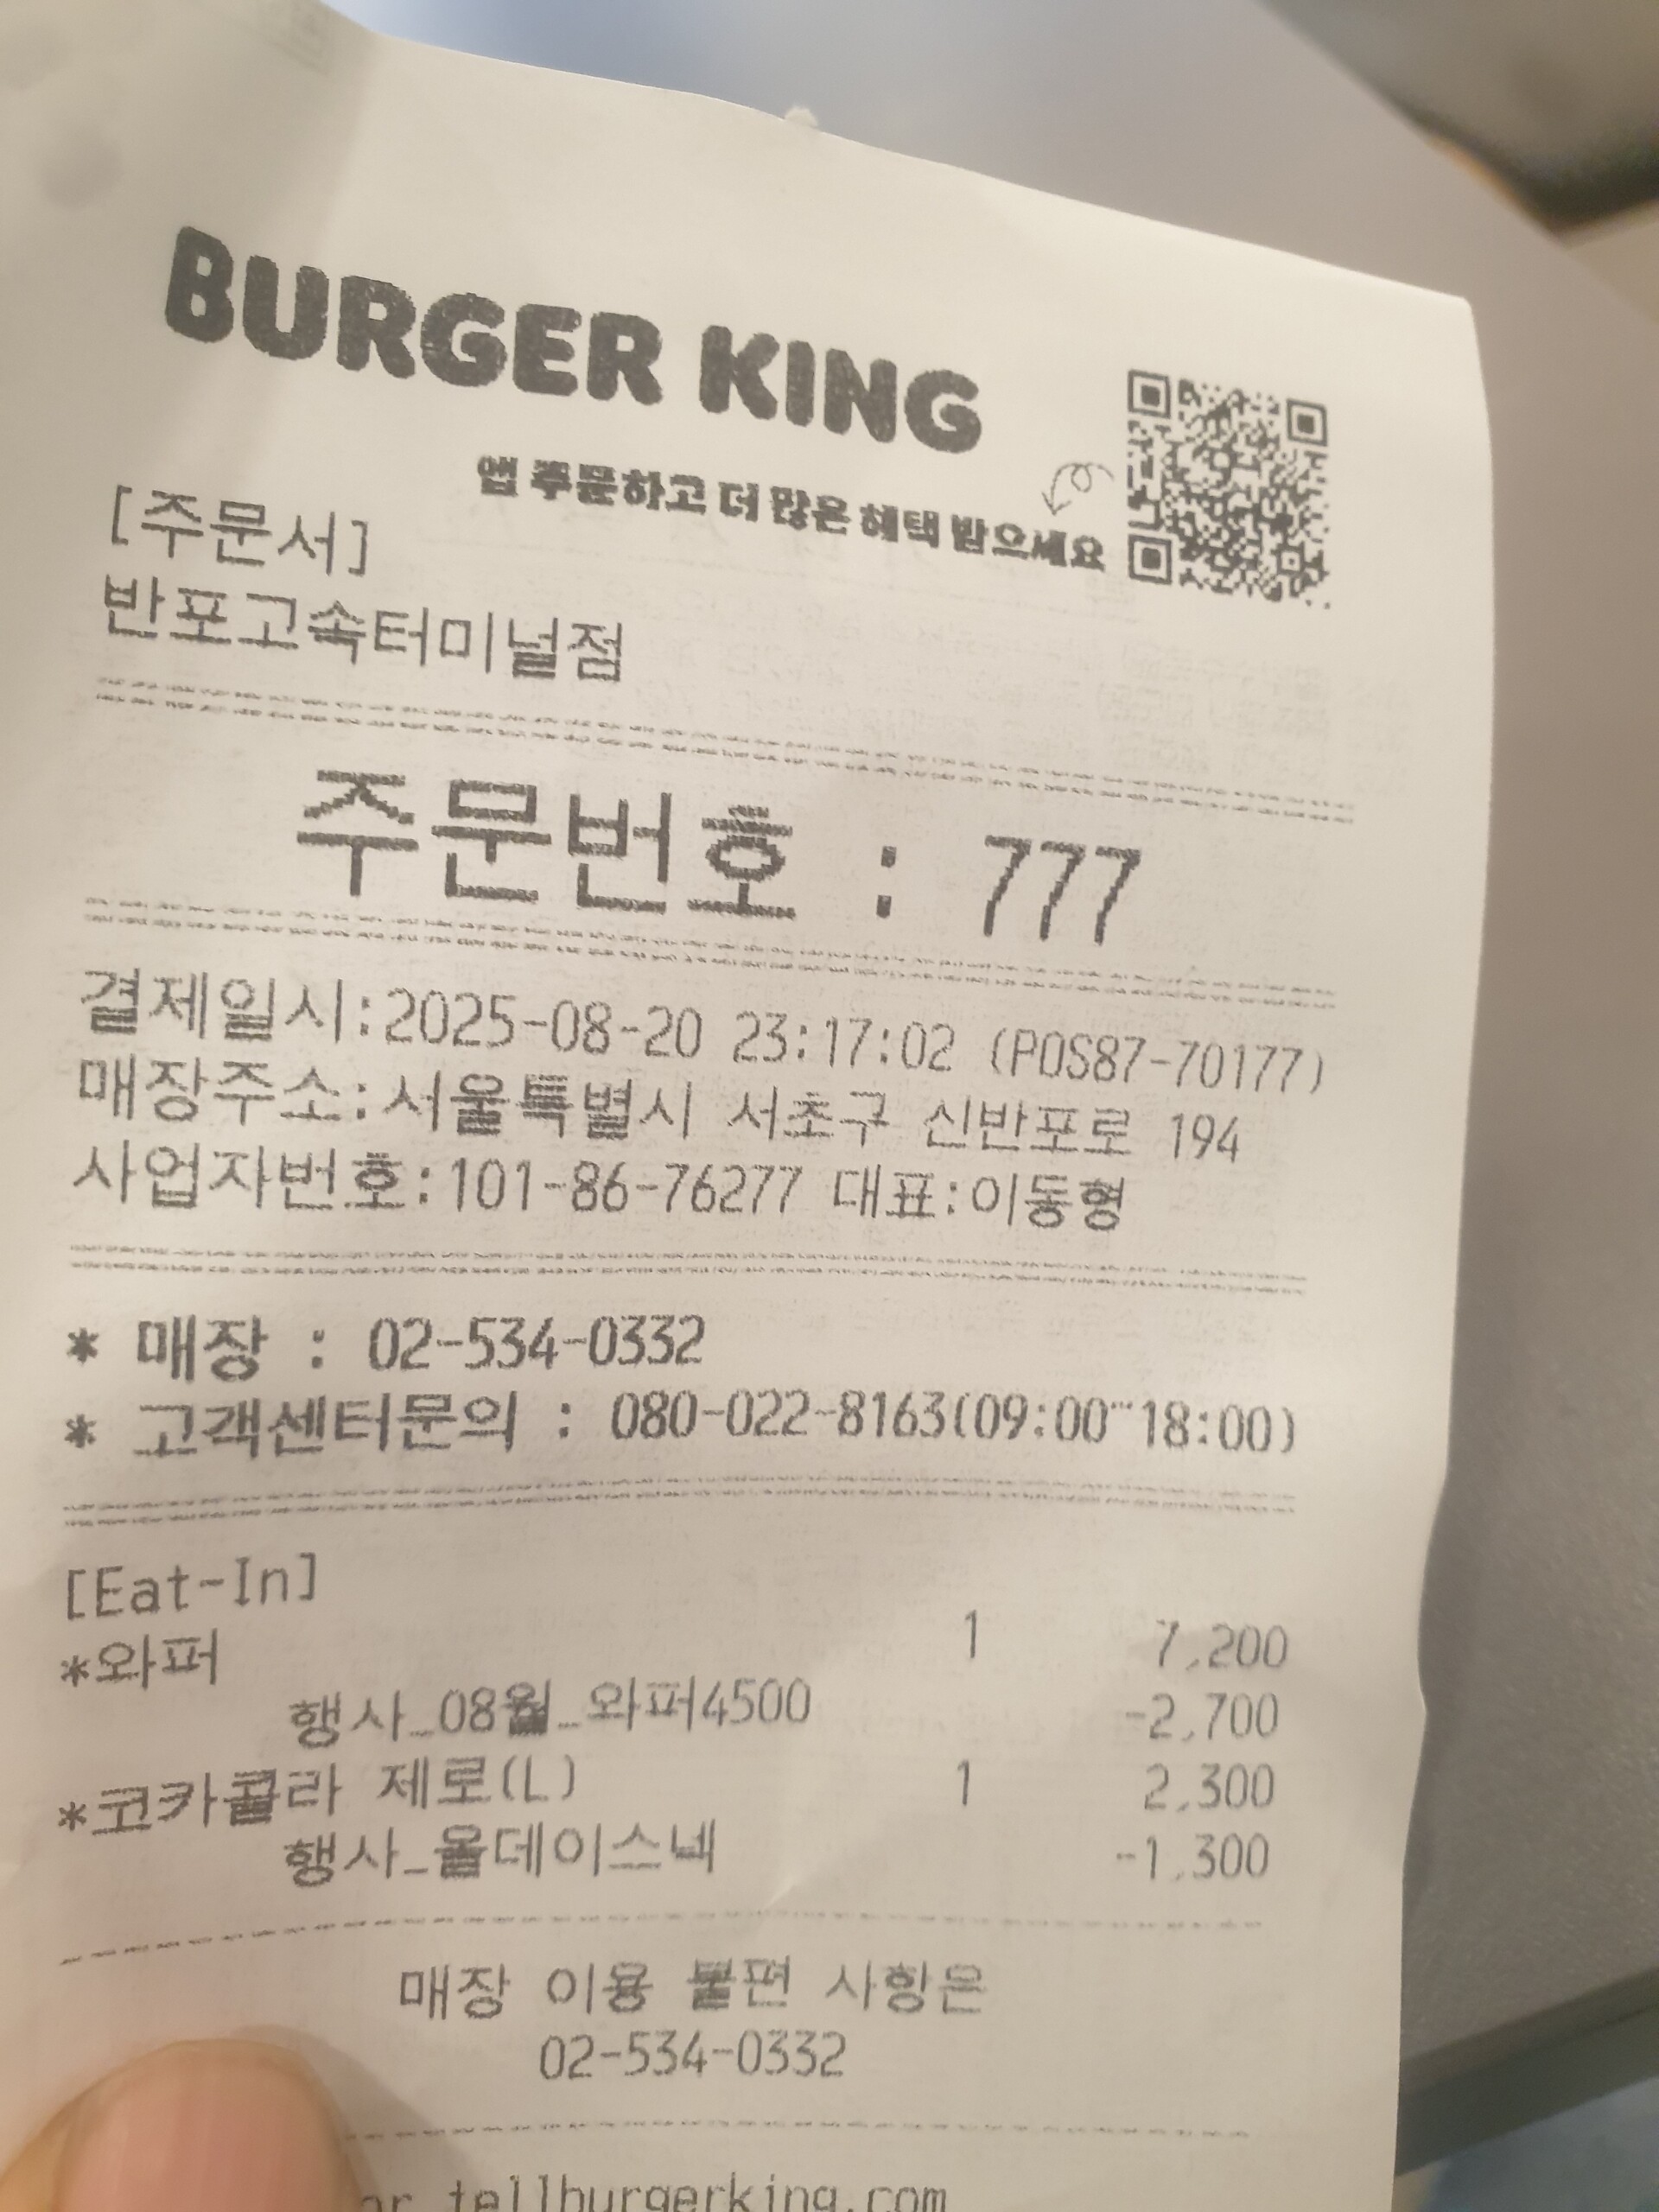 BURGER KING
앱 주문하고 더 많은 혜택 받으세요
[주문서]
반포고속터미널점
주문번호 : 777
결제일시:2025-08-20 23:17:02 (POS87-70177)
매장주소:서울특별시 서초구 신반포로 194
사업자번호:101-86-76277 대표:이동형
* 매장 : 02-534-0332
* 고객센터문의 : 080-022-8163(09:00~18:00)
[Eat-In]
*와퍼 1 7,200
행사_08월_와퍼4500 -2,700
*코카콜라 제로(L) 1 2,300
행사_올데이스낵 -1,300
매장 이용 불편 사항은
02-534-0332
tellburgerking.com